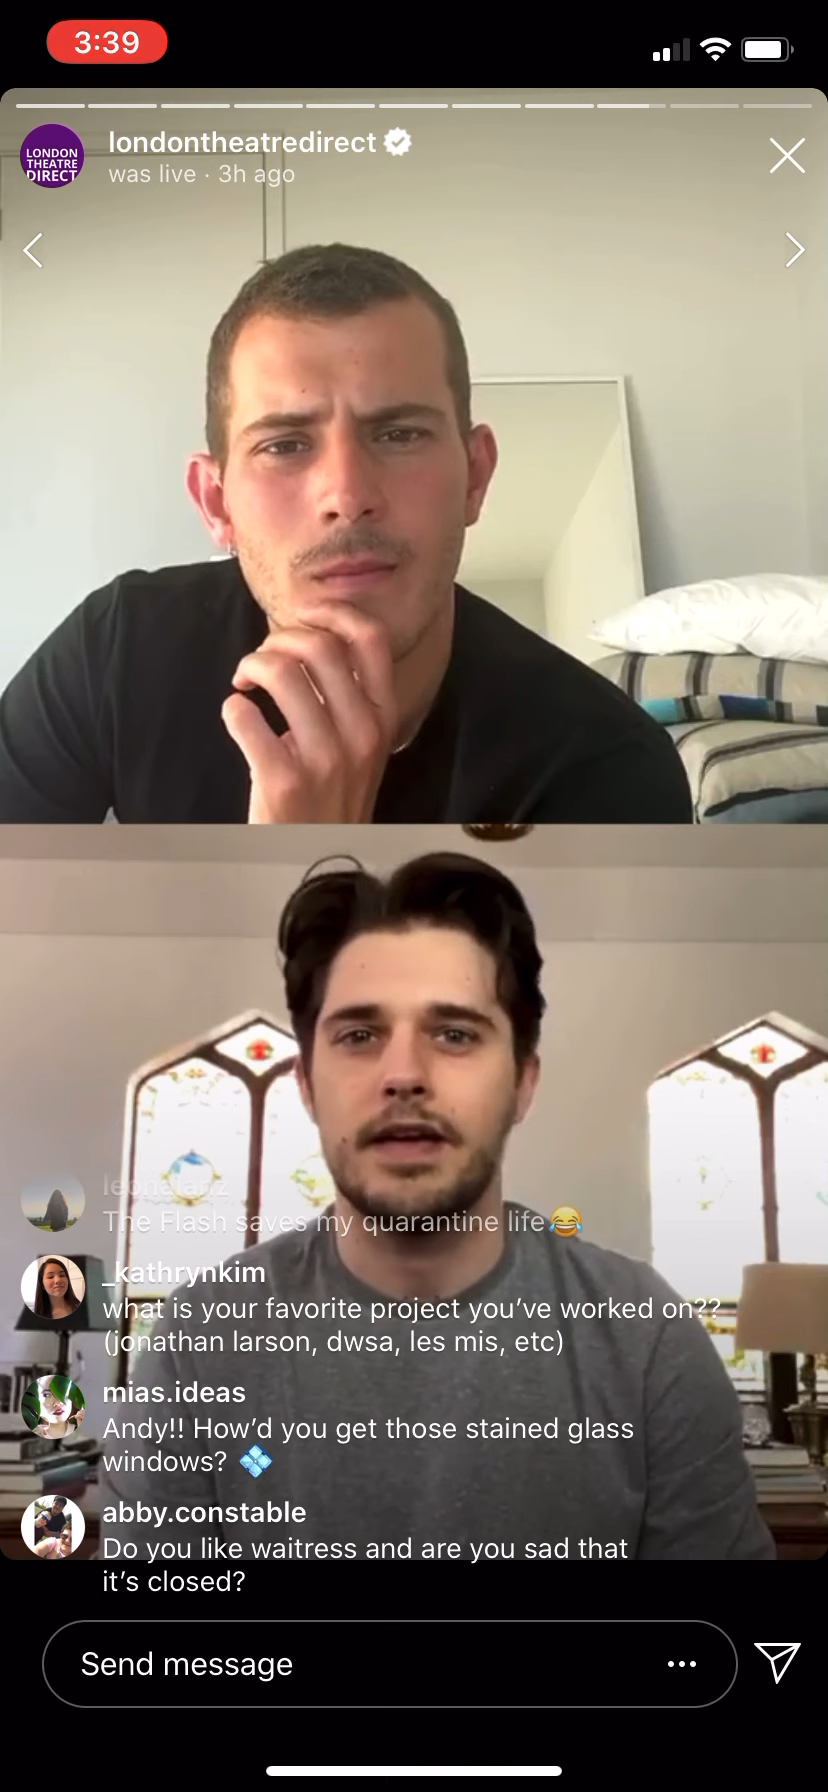 3:39
LONDON
THEATRE
DIRECT
londontheatredirect
was live · 3h ago
leonelanz
The Flash saves my quarantine life😂
_kathrynkim
what is your favorite project you've worked on??
(jonathan larson, dwsa, les mis, etc)
mias.ideas
Andy!! How'd you get those stained glass
windows? 💠
abby.constable
Do you like waitress and are you sad that
it's closed?
Send message